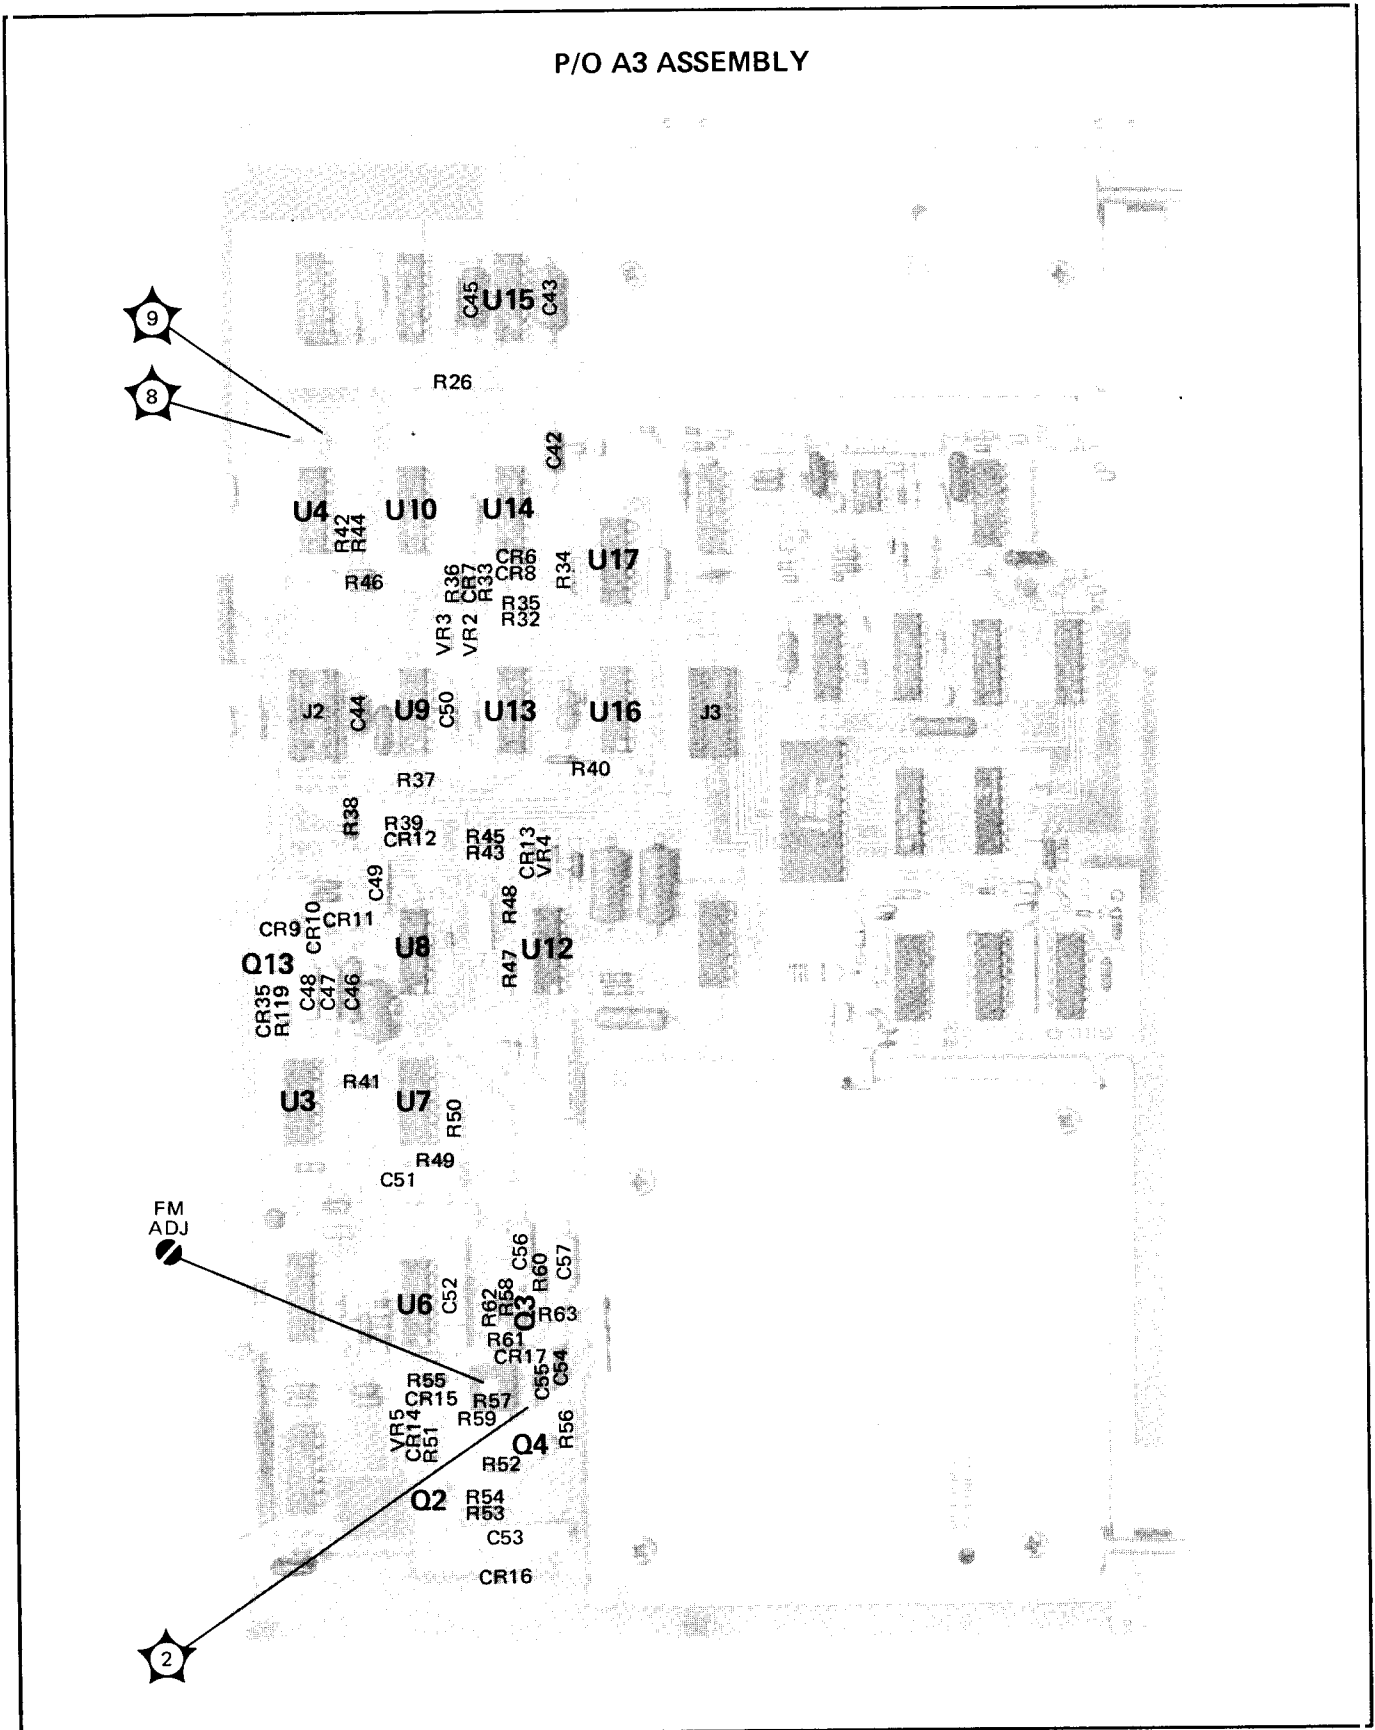 P/O A3 ASSEMBLY
9
C45
U15
C43
8
R26
C42
U4
R42
R44
U10
U14
CR6
CR8
R34
U17
R46
R36
CR7
R33
R35
R32
VR3
VR2
J2
C44
U9
C50
U13
U16
J3
R40
R37
R38
R39
CR12
R45
R43
CR13
VR4
C49
R48
CR9
CR10
CR11
U8
U12
Q13
R47
CR35
R119
C48
C47
C46
R41
U3
U7
R50
R49
C51
FM
ADJ
C56
R60
C57
U6
C52
R62
R58
Q3
R63
R61
CR17
C55
C54
R55
CR15
R57
R59
VR5
CR14
R51
Q4
R56
R52
Q2
R54
R53
C53
CR16
2